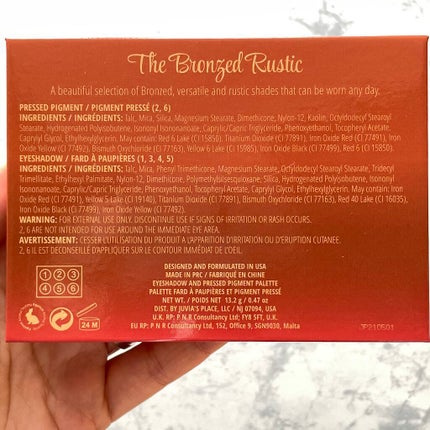 The Bronzed Rustic
A beautiful selection of Bronzed, versatile and rustic shades that can be worn any day.
PRESSED PIGMENT / PIGMENT PRESSÉ (2, 6)
INGREDIENTS / INGRÉDIENTS: Talc, Mica, Silica, Magnesium Stearate, Dimethicone, Nylon-12, Kaolin, Octyldodecyl Stearoyl
Stearate, Hydrogenated Polyisobutene, Isononyl Isononanoate, Caprylic/Capric Triglyceride, Phenoxyethanol, Tocopheryl Acetate,
Caprylyl Glycol, Ethylhexylglycerin. May contain: Red 6 Lake (CI 15850), Titanium Dioxide (CI 77891), Iron Oxide Red (CI 77491), Iron
Oxide Yellow (CI 77492), Bismuth Oxychloride (CI 77163), Yellow 6 Lake (CI 15985), Iron Oxide Black (CI 77499), Red 6 (CI 15850).
EYESHADOW / FARD À PAUPIÈRES (1, 3, 4, 5)
INGREDIENTS / INGRÉDIENTS: Talc, Mica, Phenyl Trimethicone, Magnesium Stearate, Octyldodecyl Stearoyl Stearate, Tridecyl
Trimellitate, Ethylhexyl Palmitate, Nylon-12, Dimethicone, Polymethylsilsesquioxane, Silica, Hydrogenated Polyisobutene, Isononyl
Isononanoate, Caprylic/Capric Triglyceride, Phenoxyethanol, Tocopheryl Acetate, Caprylyl Glycol, Ethylhexylglycerin. May contain: Iron
Oxide Red (CI 77491), Yellow 5 Lake (CI 19140), Titanium Dioxide (CI 77891), Bismuth Oxychloride (CI 77163), Red 40 Lake (CI 16035),
Iron Oxide Black (CI 77499), Iron Oxide Yellow (CI 77492).
WARNING: FOR EXTERNAL USE ONLY DISCONTINUE USE IF SIGNS OF IRRITATION OR RASH OCCURS.
2, 6 ARE NOT INTENDED FOR USE AROUND THE IMMEDIATE EYE AREA.
AVERTISSEMENT: CESSER L'UTILISATION DU PRODUIT À L'APPARITION D'IRRITATION OU D'ÉRUPTION CUTANEE.
2, 6 IL EST DECONSEILLÉ D'APPLIQUER SUR LE CONTOUR IMMÉDIAT DE L'OEIL.
1 2 3
4 5 6
24 M
DESIGNED AND FORMULATED IN USA
MADE IN PRC / FABRIQUÉ EN CHINE
EYESHADOW AND PRESSED PIGMENT PALETTE
PALETTE FARD À PAUPIÈRES ET PIGMENT PRESSÉ
NET WT. / POIDS NET 13.2 g / 0.47 oz
DIST. BY JUVIA'S PLACE, LLC / NJ 07094, USA
U.K. RP: P N R Consultancy Ltd; FY8 5FT, U.K.
EU RP: P N R Consultancy Ltd, 152, Office 9, SGN9030, Malta
JP210501